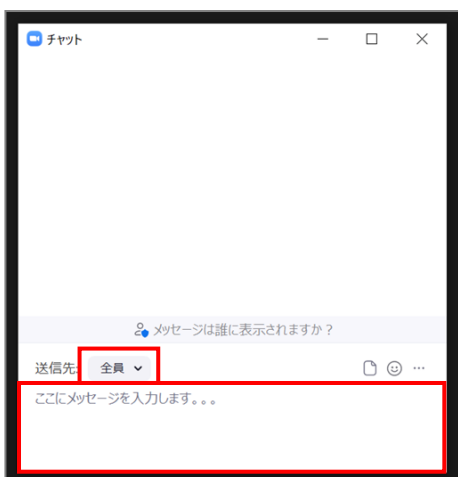 チャット
メッセージは誰に表示されますか？
送信先: 全員
ここにメッセージを入力します。。。